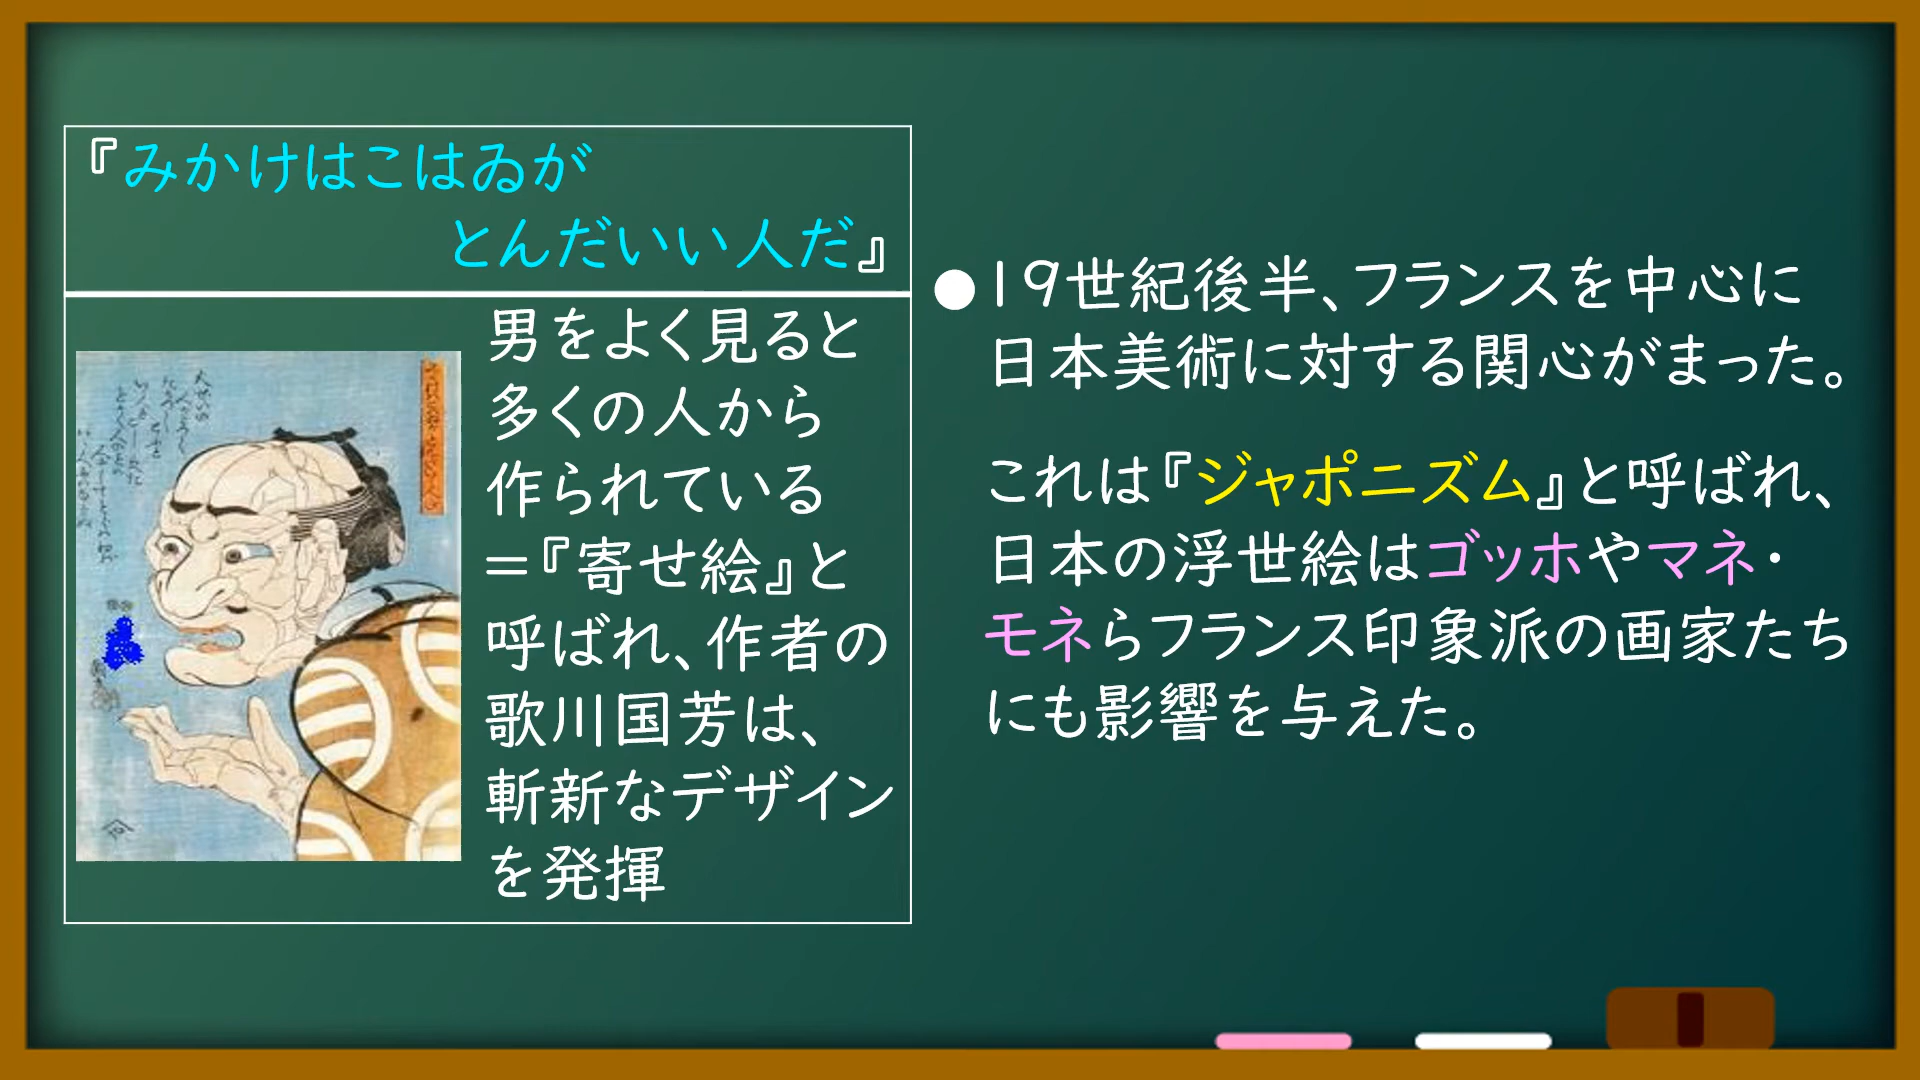 『みかけはこはゐが
とんだいい人だ』
男をよく見ると
多くの人から
作られている
=『寄せ絵』と
呼ばれ、作者の
歌川国芳は、
斬新なデザイン
を発揮
●19世紀後半、フランスを中心に
日本美術に対する関心がまった。
これは『ジャポニズム』と呼ばれ、
日本の浮世絵はゴッホやマネ・
モネらフランス印象派の画家たち
にも影響を与えた。